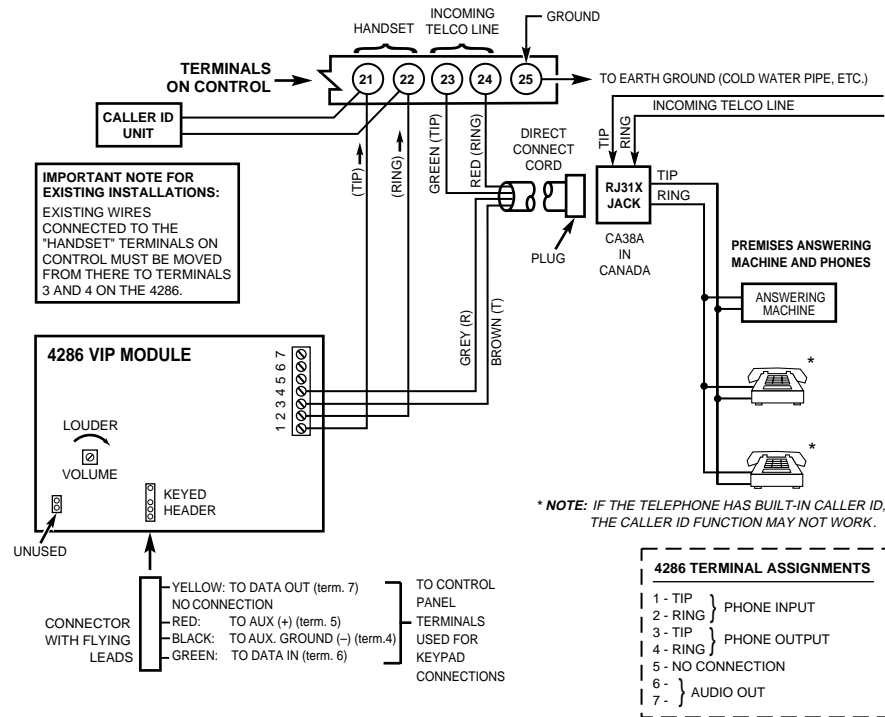 HANDSET
INCOMING
TELCO LINE
GROUND
TERMINALS
ON CONTROL
21 22 23 24 25
TO EARTH GROUND (COLD WATER PIPE, ETC.)
CALLER ID
UNIT
INCOMING TELCO LINE
TIP
RING
(TIP)
(RING)
GREEN (TIP)
RED (RING)
DIRECT
CONNECT
CORD
PLUG
RJ31X
JACK
TIP
RING
CA38A
IN
CANADA
IMPORTANT NOTE FOR
EXISTING INSTALLATIONS:
EXISTING WIRES
CONNECTED TO THE
"HANDSET" TERMINALS ON
CONTROL MUST BE MOVED
FROM THERE TO TERMINALS
3 AND 4 ON THE 4286.
PREMISES ANSWERING
MACHINE AND PHONES
ANSWERING
MACHINE
*
*
GREY (R)
BROWN (T)
4286 VIP MODULE
1 2 3 4 5 6 7
LOUDER
VOLUME
KEYED
HEADER
UNUSED
* NOTE: IF THE TELEPHONE HAS BUILT-IN CALLER ID,
THE CALLER ID FUNCTION MAY NOT WORK.
CONNECTOR
WITH FLYING
LEADS
YELLOW: TO DATA OUT (term. 7)
NO CONNECTION
RED: TO AUX (+) (term. 5)
BLACK: TO AUX. GROUND (–) (term.4)
GREEN: TO DATA IN (term. 6)
TO CONTROL
PANEL
TERMINALS
USED FOR
KEYPAD
CONNECTIONS
4286 TERMINAL ASSIGNMENTS
1 - TIP
2 - RING
PHONE INPUT
3 - TIP
4 - RING
PHONE OUTPUT
5 - NO CONNECTION
6 -
7 -
AUDIO OUT